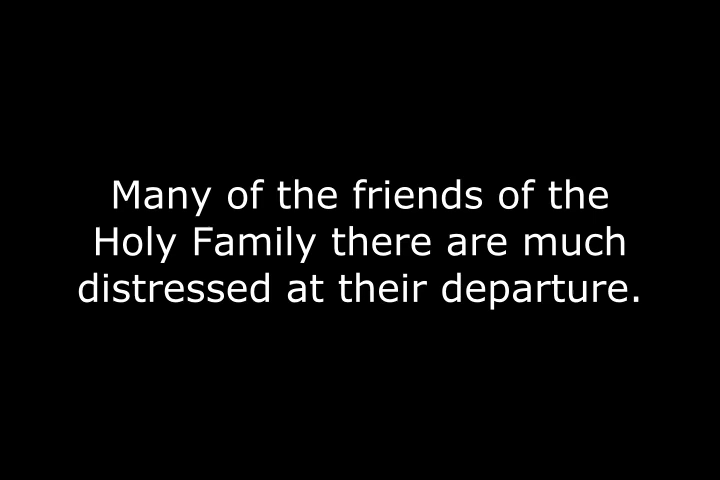 Many of the friends of the
Holy Family there are much
distressed at their departure.